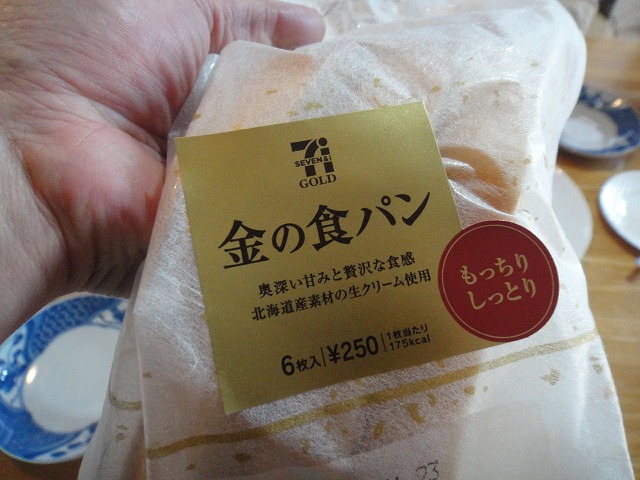 SEVEN&i
GOLD
金の食パン
奥深い甘みと贅沢な食感
北海道産素材の生クリーム使用
6枚入 ¥250 1枚当たり
175kcal
もっちり
しっとり
23